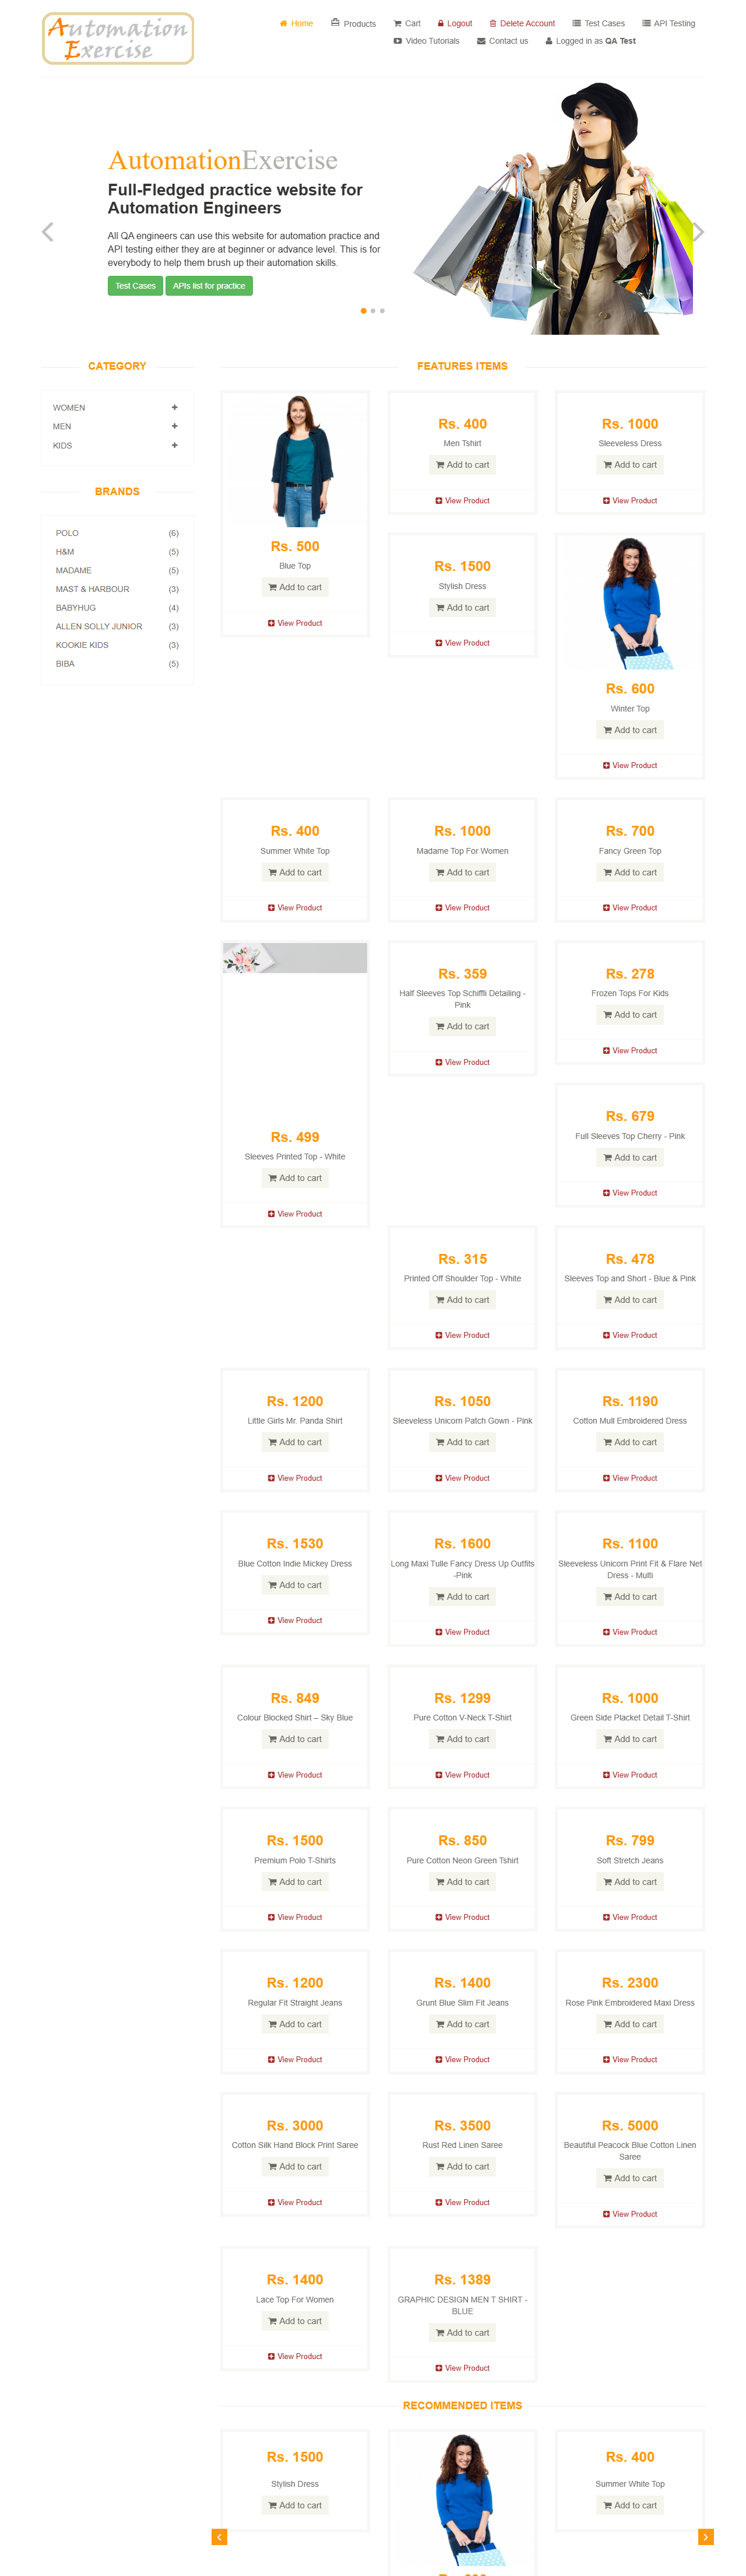 Automation
Exercise
Home
Products
Cart
Logout
Delete Account
Test Cases
API Testing
Video Tutorials
Contact us
Logged in as QA Test
AutomationExercise
Full-Fledged practice website for
Automation Engineers
All QA engineers can use this website for automation practice and
API testing either they are at beginner or advance level. This is for
everybody to help them brush up their automation skills.
Test Cases
APIs list for practice
CATEGORY
WOMEN
MEN
KIDS
BRANDS
POLO (6)
H&M (5)
MADAME (5)
MAST & HARBOUR (3)
BABYHUG (4)
ALLEN SOLLY JUNIOR (3)
KOOKIE KIDS (3)
BIBA (5)
FEATURES ITEMS
Rs. 500
Blue Top
Add to cart
View Product
Rs. 400
Men Tshirt
Add to cart
View Product
Rs. 1000
Sleeveless Dress
Add to cart
View Product
Rs. 1500
Stylish Dress
Add to cart
View Product
Rs. 600
Winter Top
Add to cart
View Product
Rs. 400
Summer White Top
Add to cart
View Product
Rs. 1000
Madame Top For Women
Add to cart
View Product
Rs. 700
Fancy Green Top
Add to cart
View Product
Rs. 499
Sleeves Printed Top - White
Add to cart
View Product
Rs. 359
Half Sleeves Top Schiffli Detailing -
Pink
Add to cart
View Product
Rs. 278
Frozen Tops For Kids
Add to cart
View Product
Rs. 679
Full Sleeves Top Cherry - Pink
Add to cart
View Product
Rs. 315
Printed Off Shoulder Top - White
Add to cart
View Product
Rs. 478
Sleeves Top and Short - Blue & Pink
Add to cart
View Product
Rs. 1200
Little Girls Mr. Panda Shirt
Add to cart
View Product
Rs. 1050
Sleeveless Unicorn Patch Gown - Pink
Add to cart
View Product
Rs. 1190
Cotton Mull Embroidered Dress
Add to cart
View Product
Rs. 1530
Blue Cotton Indie Mickey Dress
Add to cart
View Product
Rs. 1600
Long Maxi Tulle Fancy Dress Up Outfits
-Pink
Add to cart
View Product
Rs. 1100
Sleeveless Unicorn Print Fit & Flare Net
Dress - Multi
Add to cart
View Product
Rs. 849
Colour Blocked Shirt – Sky Blue
Add to cart
View Product
Rs. 1299
Pure Cotton V-Neck T-Shirt
Add to cart
View Product
Rs. 1000
Green Side Placket Detail T-Shirt
Add to cart
View Product
Rs. 1500
Premium Polo T-Shirts
Add to cart
View Product
Rs. 850
Pure Cotton Neon Green Tshirt
Add to cart
View Product
Rs. 799
Soft Stretch Jeans
Add to cart
View Product
Rs. 1200
Regular Fit Straight Jeans
Add to cart
View Product
Rs. 1400
Grunt Blue Slim Fit Jeans
Add to cart
View Product
Rs. 2300
Rose Pink Embroidered Maxi Dress
Add to cart
View Product
Rs. 3000
Cotton Silk Hand Block Print Saree
Add to cart
View Product
Rs. 3500
Rust Red Linen Saree
Add to cart
View Product
Rs. 5000
Beautiful Peacock Blue Cotton Linen
Saree
Add to cart
View Product
Rs. 1400
Lace Top For Women
Add to cart
View Product
Rs. 1389
GRAPHIC DESIGN MEN T SHIRT -
BLUE
Add to cart
View Product
RECOMMENDED ITEMS
Rs. 1500
Stylish Dress
Add to cart
Rs. 400
Summer White Top
Add to cart